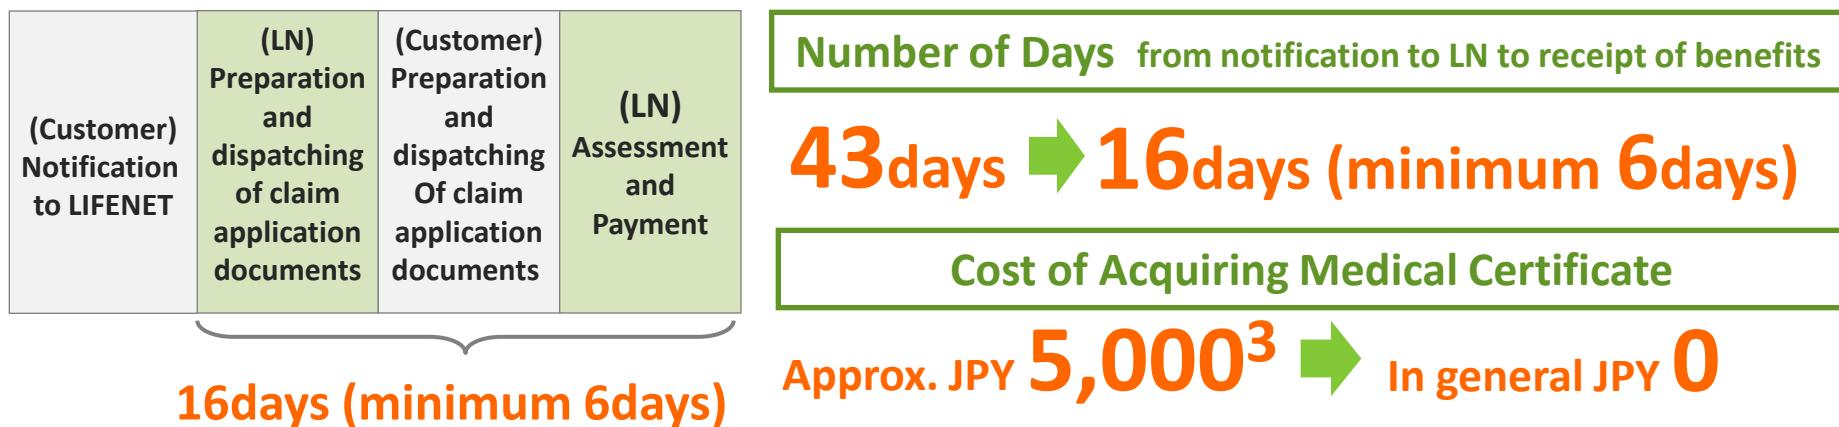 (Customer)
Notification
to LIFENET
(LN)
Preparation
and
dispatching
of claim
application
documents
(Customer)
Preparation
and
dispatching
Of claim
application
documents
(LN)
Assessment
and
Payment
16days (minimum 6days)
Number of Days from notification to LN to receipt of benefits
43days 16days (minimum 6days)
Cost of Acquiring Medical Certificate
Approx. JPY 5,000³ In general JPY 0